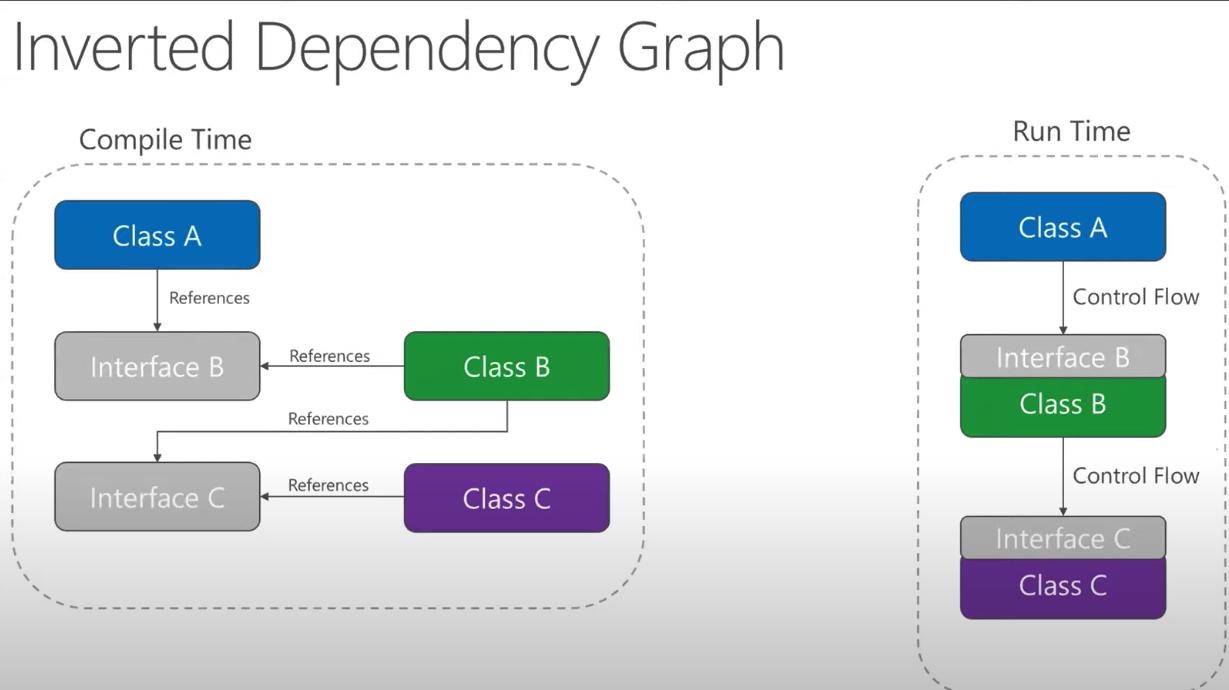 Inverted Dependency Graph
Compile Time
Class A
References
Interface B
References
Class B
References
Interface C
References
Class C
Run Time
Class A
Control Flow
Interface B
Class B
Control Flow
Interface C
Class C